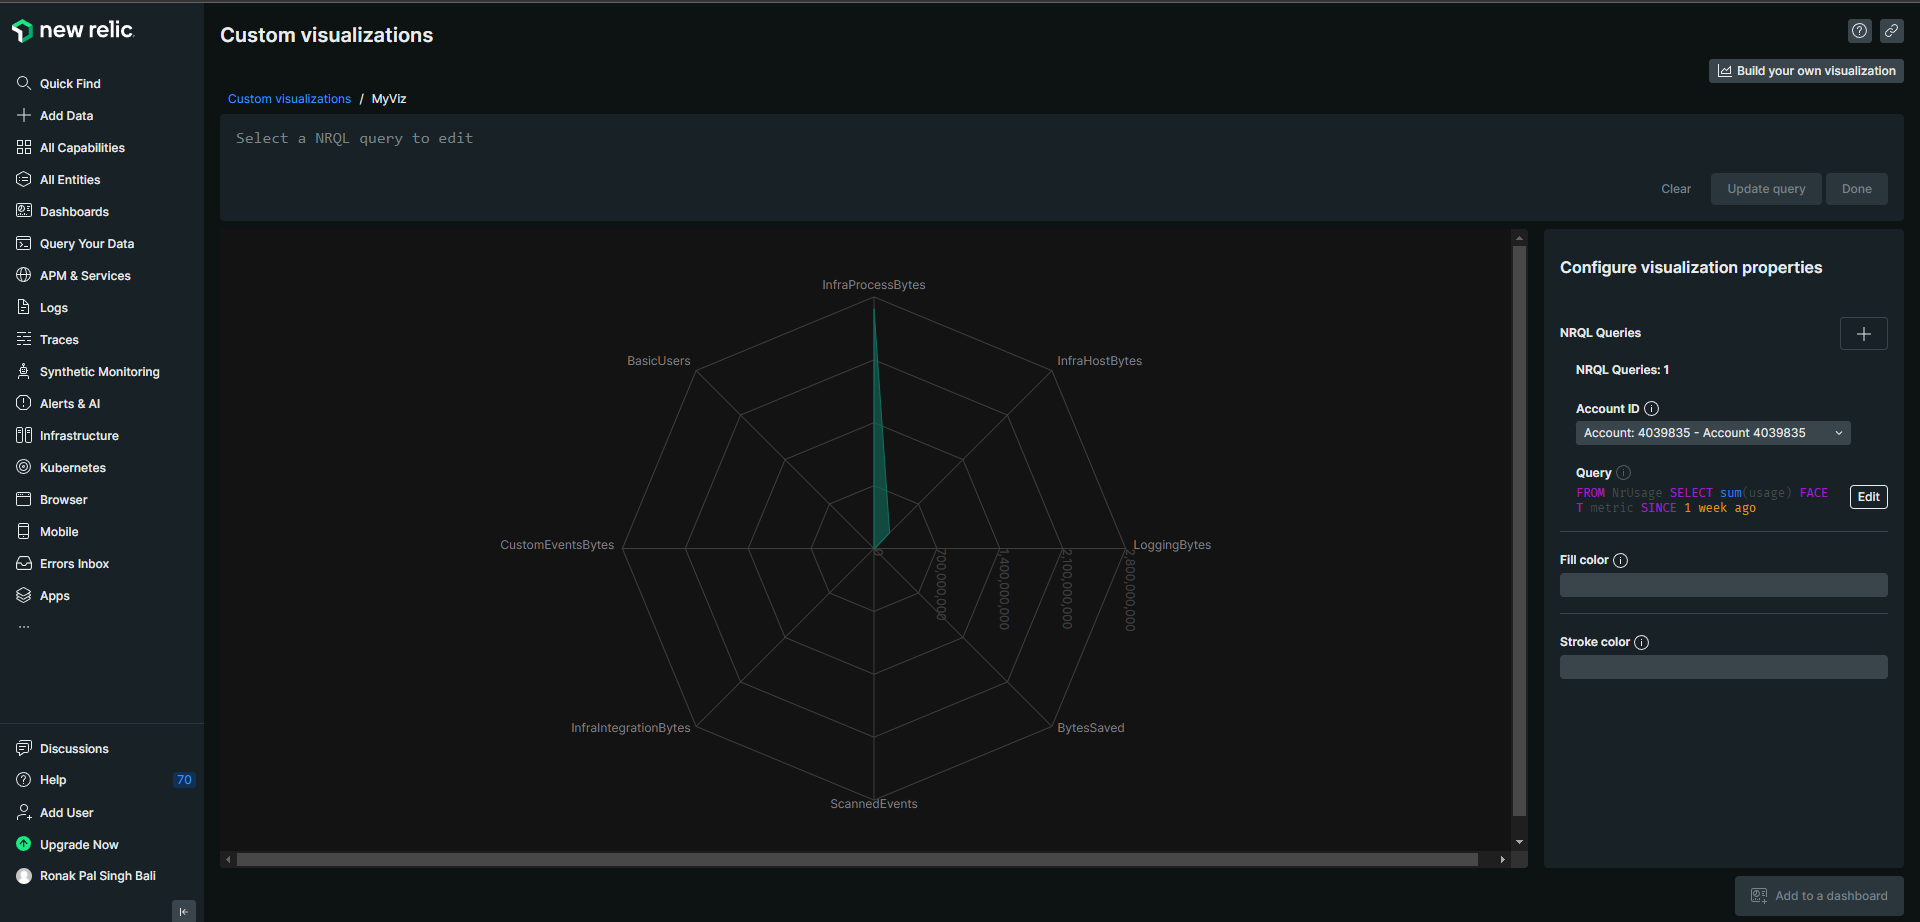 new relic
Quick Find
Add Data
All Capabilities
All Entities
Dashboards
Query Your Data
APM & Services
Logs
Traces
Synthetic Monitoring
Alerts & AI
Infrastructure
Kubernetes
Browser
Mobile
Errors Inbox
Apps
...
Discussions
Help 70
Add User
Upgrade Now
Ronak Pal Singh Bali
Custom visualizations
Build your own visualization
Custom visualizations / MyViz
Select a NRQL query to edit
Clear Update query Done
InfraProcessBytes
BasicUsers InfraHostBytes
CustomEventsBytes LoggingBytes
0 700,000,000 1,400,000,000 2,100,000,000 2,800,000,000
InfraIntegrationBytes BytesSaved
ScannedEvents
Configure visualization properties
NRQL Queries
NRQL Queries: 1
Account ID
Account: 4039835 - Account 4039835
Query
FROM NrUsage SELECT sum(usage) FACE
T metric SINCE 1 week ago
Edit
Fill color
Stroke color
Add to a dashboard